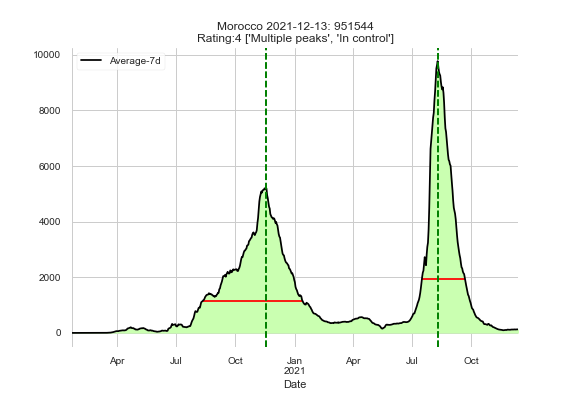 Morocco 2021-12-13: 951544
Rating:4 ['Multiple peaks', 'In control']
Average-7d
10000
8000
6000
4000
2000
0
Apr Jul Oct Jan Apr Jul Oct
2021
Date